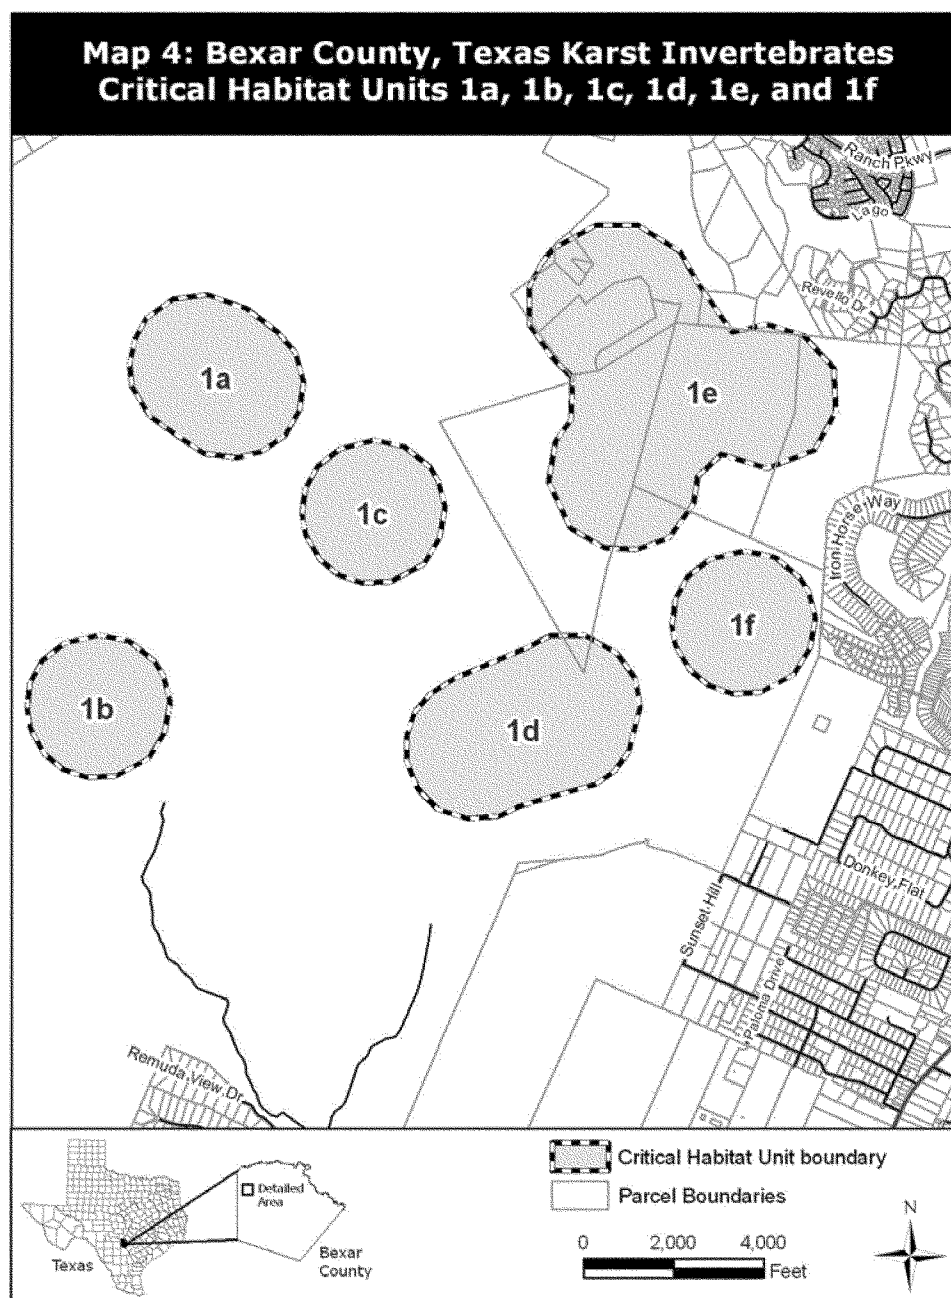 Map 4: Bexar County, Texas Karst Invertebrates
Critical Habitat Units 1a, 1b, 1c, 1d, 1e, and 1f
Ranch Pkwy
Lago
Revello Dr
1a
1e
1c
Iron Horse Way
1f
1b
1d
Donkey Flat
Sunset Hill
Paloma Drive
Remuda View Dr
Critical Habitat Unit boundary
Detailed
Area
Parcel Boundaries
N
0 2,000 4,000
Feet
Texas
Bexar
County